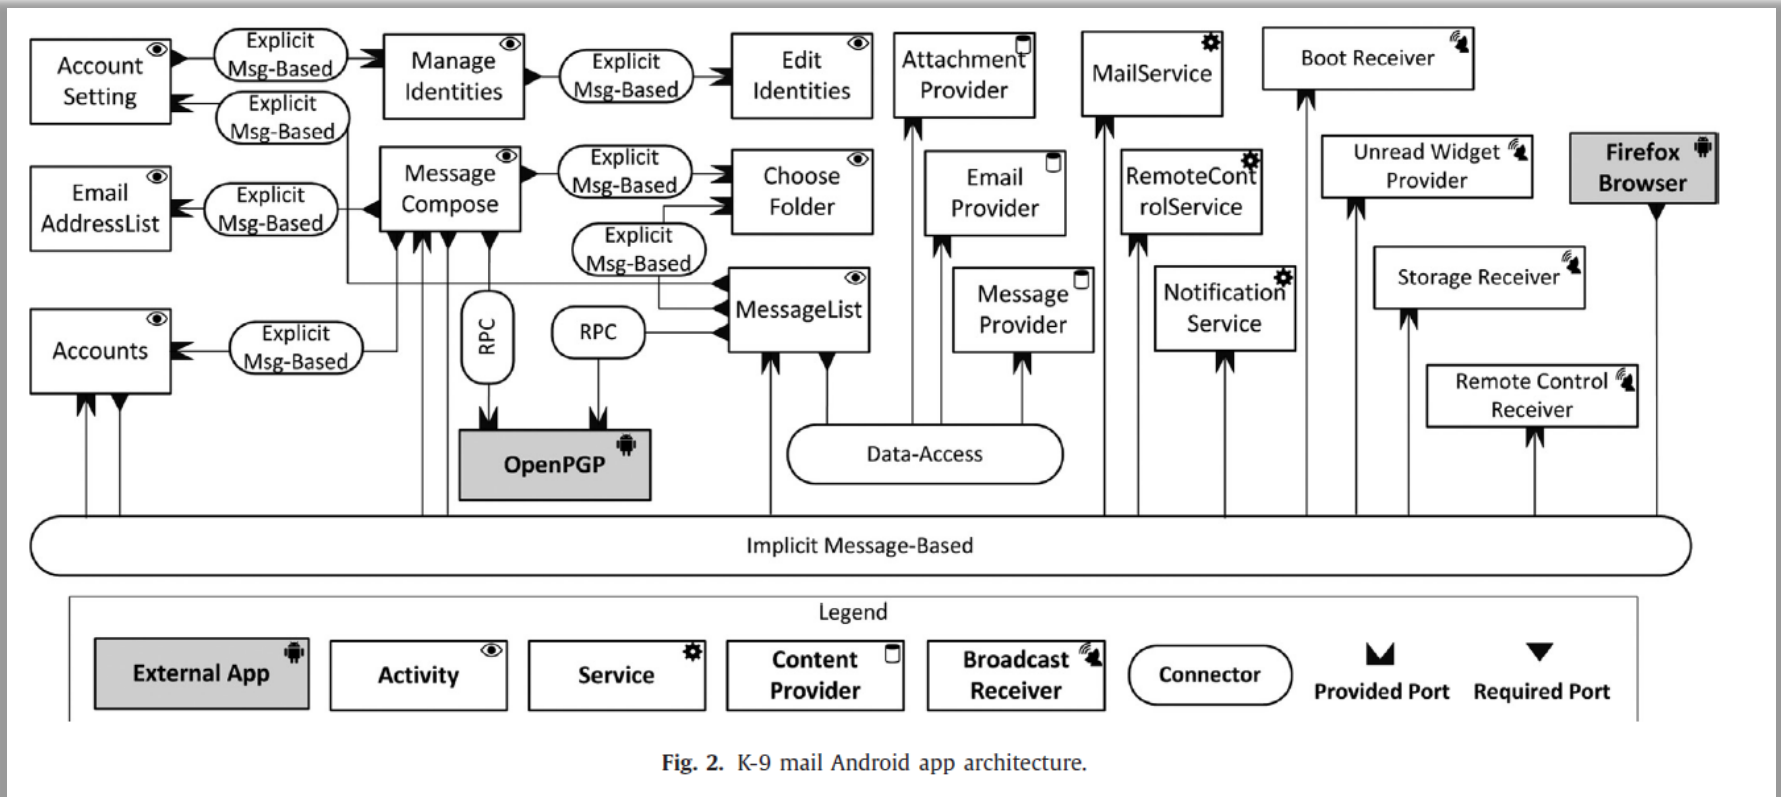 Account
Setting
Explicit
Msg-Based
Manage
Identities
Explicit
Msg-Based
Edit
Identities
Attachment
Provider
MailService
Boot Receiver
Explicit
Msg-Based
Email
AddressList
Explicit
Msg-Based
Message
Compose
Explicit
Msg-Based
Choose
Folder
Email
Provider
RemoteCont
rolService
Unread Widget
Provider
Firefox
Browser
Explicit
Msg-Based
Accounts
Explicit
Msg-Based
RPC
RPC
MessageList
Message
Provider
Notification
Service
Storage Receiver
Remote Control
Receiver
OpenPGP
Data-Access
Implicit Message-Based
Legend
External App
Activity
Service
Content
Provider
Broadcast
Receiver
Connector
Provided Port
Required Port
Fig. 2. K-9 mail Android app architecture.